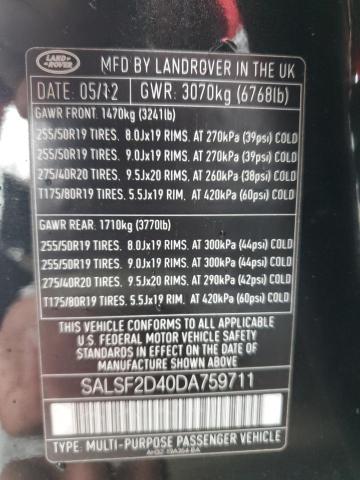 LAND ROVER
MFD BY LANDROVER IN THE UK
DATE: 05/12 GWR: 3070kg (6768lb)
GAWR FRONT: 1470kg (3241lb)
255/50R19 TIRES. 8.0Jx19 RIMS. AT 270kPa (39psi) COLD
255/50R19 TIRES. 9.0Jx19 RIMS. AT 270kPa (39psi) COLD
275/40R20 TIRES. 9.5Jx20 RIMS. AT 260kPa (38psi) COLD
T175/80R19 TIRES. 5.5Jx19 RIM. AT 420kPa (60psi) COLD
GAWR REAR: 1710kg (3770lb)
255/50R19 TIRES. 8.0Jx19 RIMS. AT 300kPa (44psi) COLD
255/50R19 TIRES. 9.0Jx19 RIMS. AT 300kPa (44psi) COLD
275/40R20 TIRES. 9.5Jx20 RIMS. AT 290kPa (42psi) COLD
T175/80R19 TIRES. 5.5Jx19 RIM. AT 420kPa (60psi) COLD
THIS VEHICLE CONFORMS TO ALL APPLICABLE
U.S. FEDERAL MOTOR VEHICLE SAFETY
STANDARDS IN EFFECT ON THE DATE OF
MANUFACTURE SHOWN ABOVE
SALSF2D40DA759711
TYPE: MULTI-PURPOSE PASSENGER VEHICLE